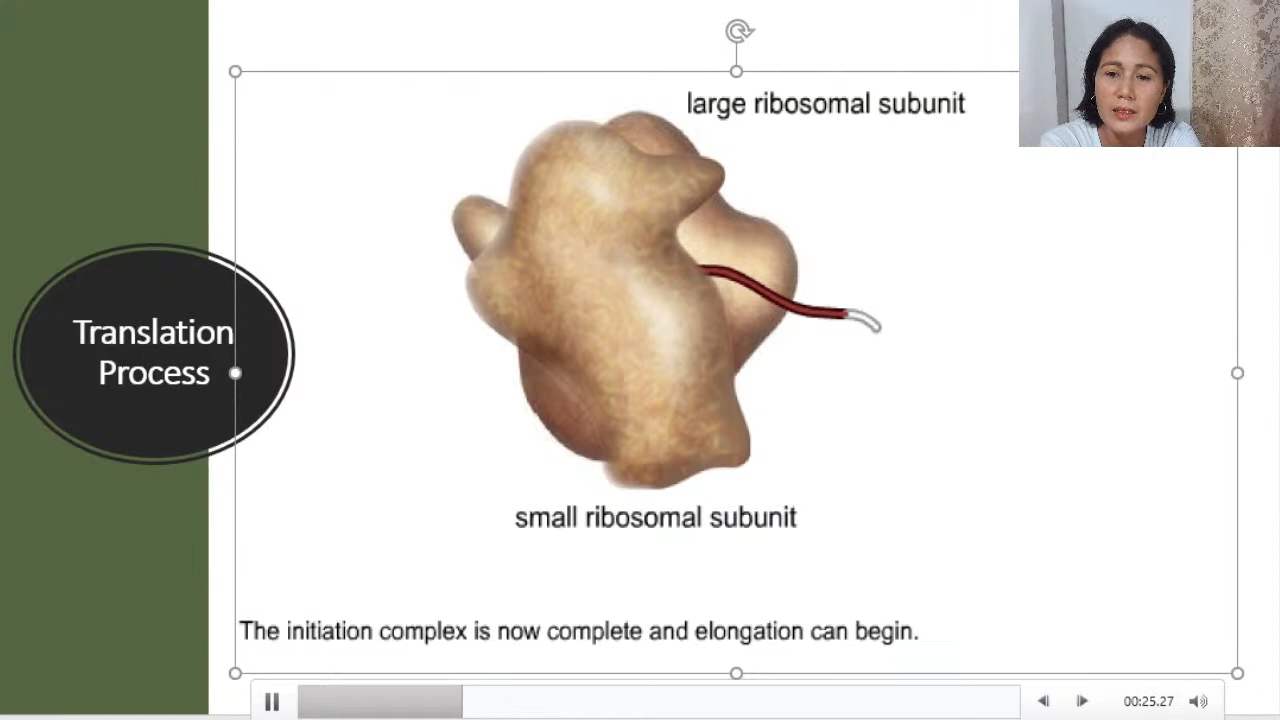 large ribosomal subunit
Translation
Process
small ribosomal subunit
The initiation complex is now complete and elongation can begin.
00:25.27